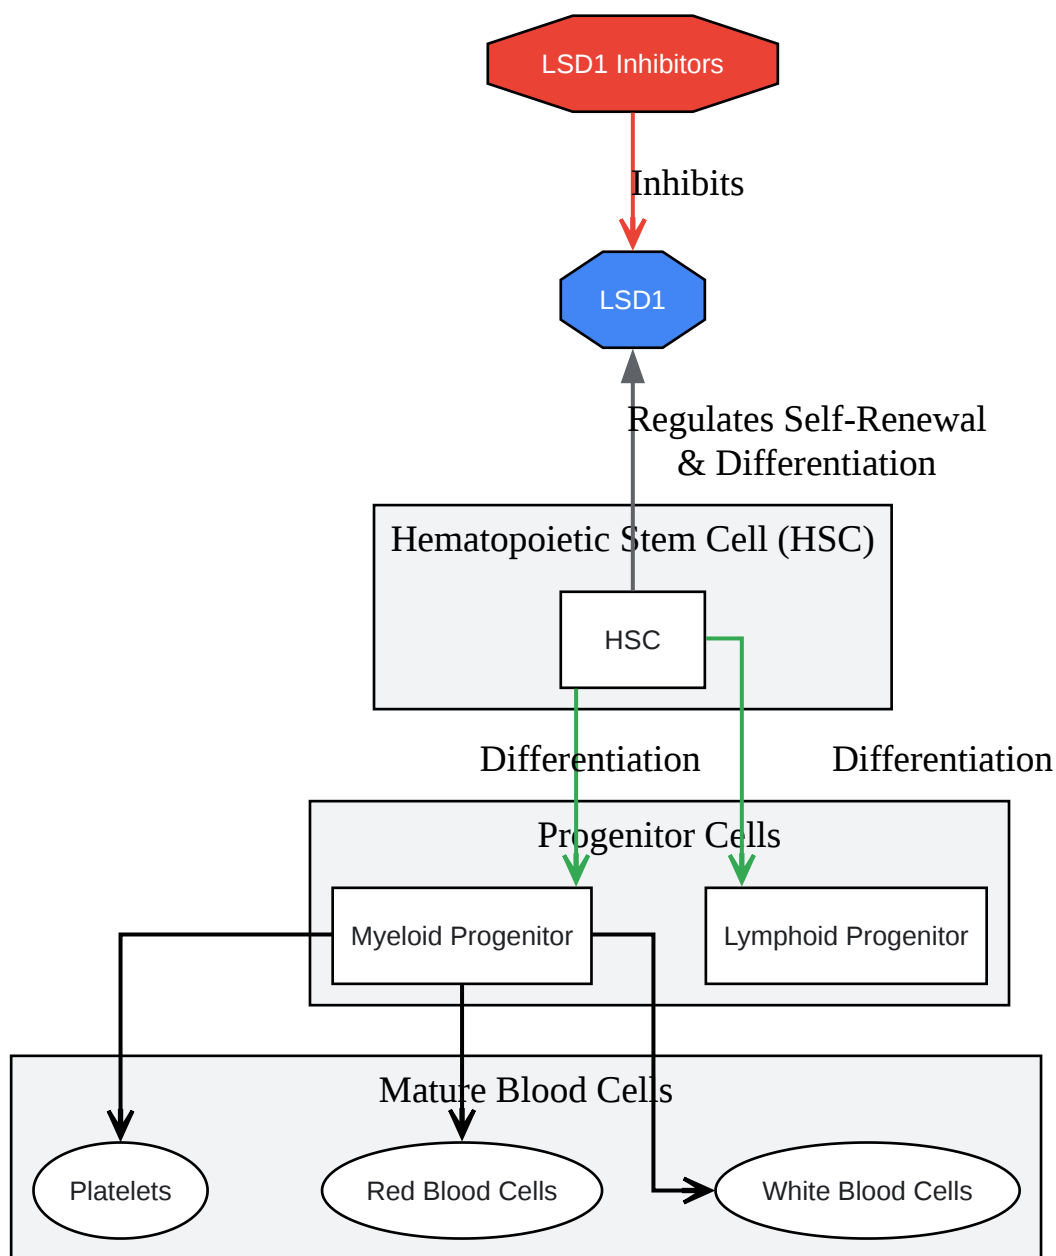 LSD1 Inhibitors
Inhibits
LSD1
Regulates Self-Renewal
& Differentiation
Hematopoietic Stem Cell (HSC)
HSC
Differentiation
Differentiation
Progenitor Cells
Myeloid Progenitor
Lymphoid Progenitor
Mature Blood Cells
Platelets
Red Blood Cells
White Blood Cells